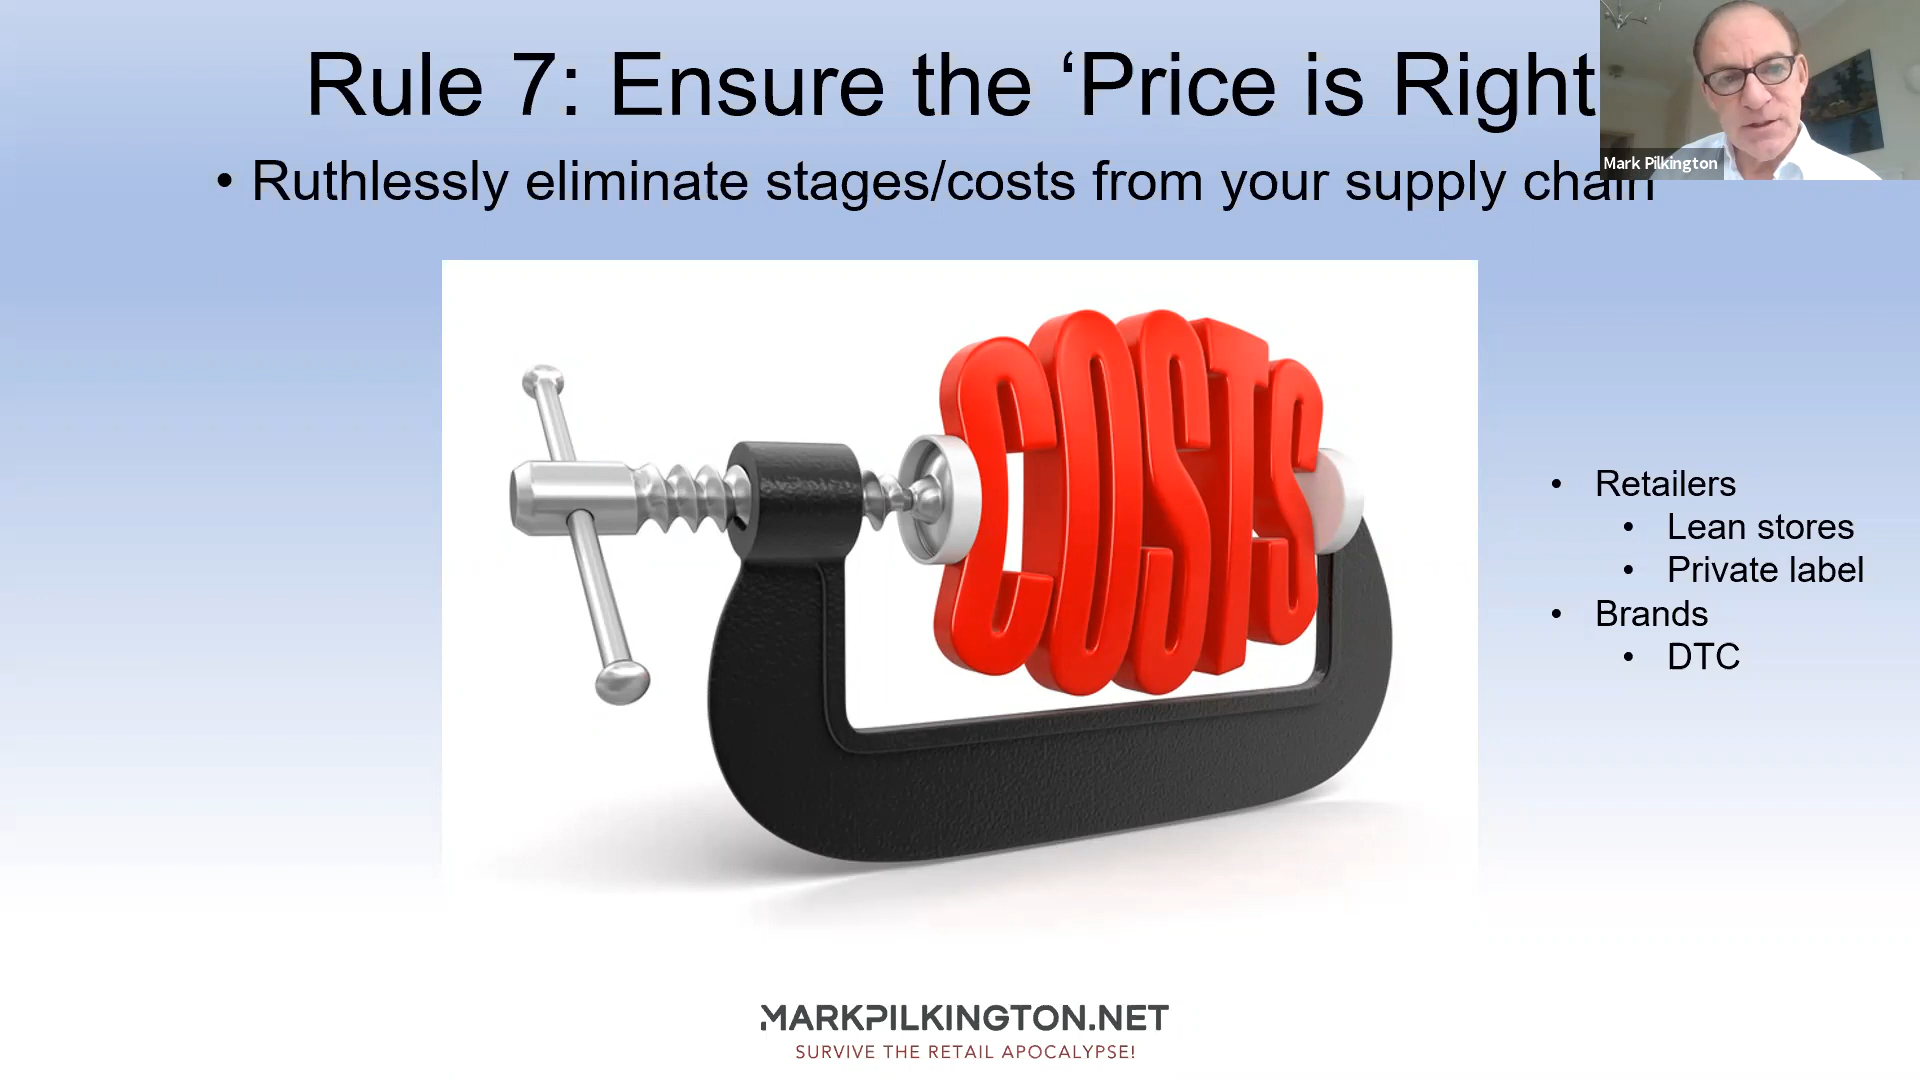 Rule 7: Ensure the ‘Price is Right
• Ruthlessly eliminate stages/costs from your supply chain
Mark Pilkington
COSTS
• Retailers
• Lean stores
• Private label
• Brands
• DTC
MARKPILKINGTON.NET
SURVIVE THE RETAIL APOCALYPSE!